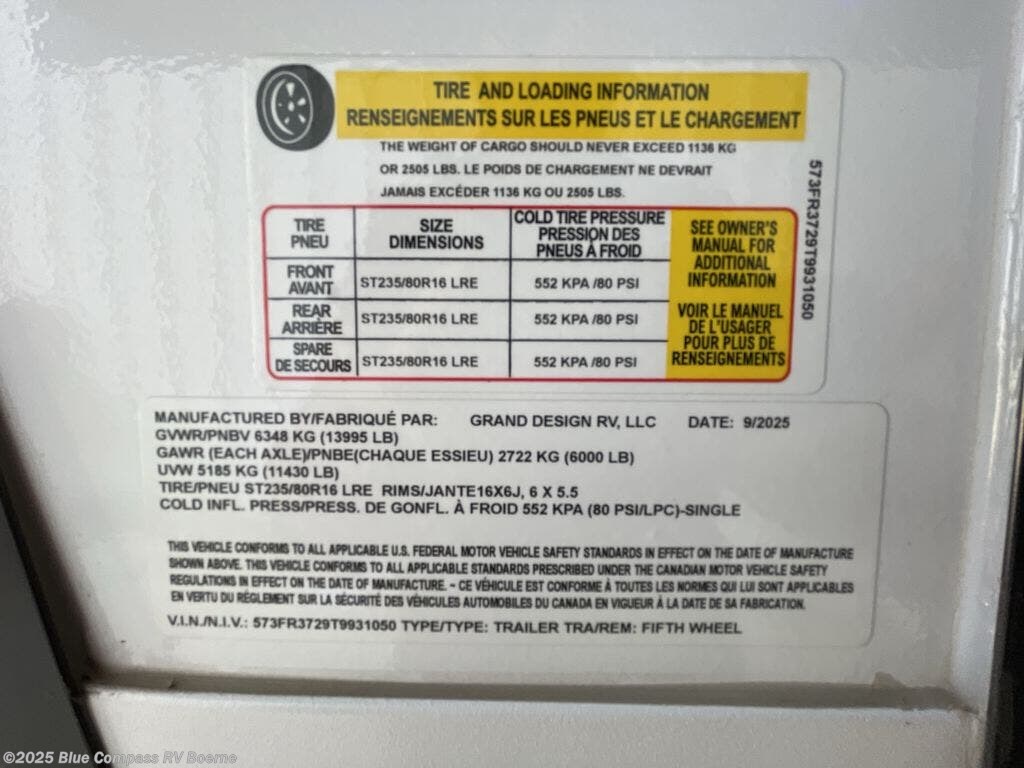 TIRE AND LOADING INFORMATION
RENSEIGNEMENTS SUR LES PNEUS ET LE CHARGEMENT
THE WEIGHT OF CARGO SHOULD NEVER EXCEED 1136 KG
OR 2505 LBS. LE POIDS DE CHARGEMENT NE DEVRAIT
JAMAIS EXCÉDER 1136 KG OU 2505 LBS.
TIRE
PNEU
SIZE
DIMENSIONS
COLD TIRE PRESSURE
PRESSION DES
PNEUS À FROID
FRONT
AVANT
ST235/80R16 LRE
552 KPA /80 PSI
REAR
ARRIÈRE
ST235/80R16 LRE
552 KPA /80 PSI
SPARE
DE SECOURS
ST235/80R16 LRE
552 KPA /80 PSI
SEE OWNER'S
MANUAL FOR
ADDITIONAL
INFORMATION
VOIR LE MANUEL
DE L'USAGER
POUR PLUS DE
RENSEIGNEMENTS
573FR3729T9931050
MANUFACTURED BY/FABRIQUÉ PAR: GRAND DESIGN RV, LLC DATE: 9/2025
GVWR/PNBV 6348 KG (13995 LB)
GAWR (EACH AXLE)/PNBE(CHAQUE ESSIEU) 2722 KG (6000 LB)
UVW 5185 KG (11430 LB)
TIRE/PNEU ST235/80R16 LRE RIMS/JANTE16X6J, 6 X 5.5
COLD INFL. PRESS/PRESS. DE GONFL. À FROID 552 KPA (80 PSI/LPC)-SINGLE
THIS VEHICLE CONFORMS TO ALL APPLICABLE U.S. FEDERAL MOTOR VEHICLE SAFETY STANDARDS IN EFFECT ON THE DATE OF MANUFACTURE
SHOWN ABOVE. THIS VEHICLE CONFORMS TO ALL APPLICABLE STANDARDS PRESCRIBED UNDER THE CANADIAN MOTOR VEHICLE SAFETY
REGULATIONS IN EFFECT ON THE DATE OF MANUFACTURE. - CE VÉHICULE EST CONFORME À TOUTES LES NORMES QUI LUI SONT APPLICABLES
EN VERTU DU RÈGLEMENT SUR LA SÉCURITÉ DES VÉHICULES AUTOMOBILES DU CANADA EN VIGUEUR À LA DATE DE SA FABRICATION.
V.I.N./N.I.V.: 573FR3729T9931050 TYPE/TYPE: TRAILER TRA/REM: FIFTH WHEEL
©2025 Blue Compass RV Boerne